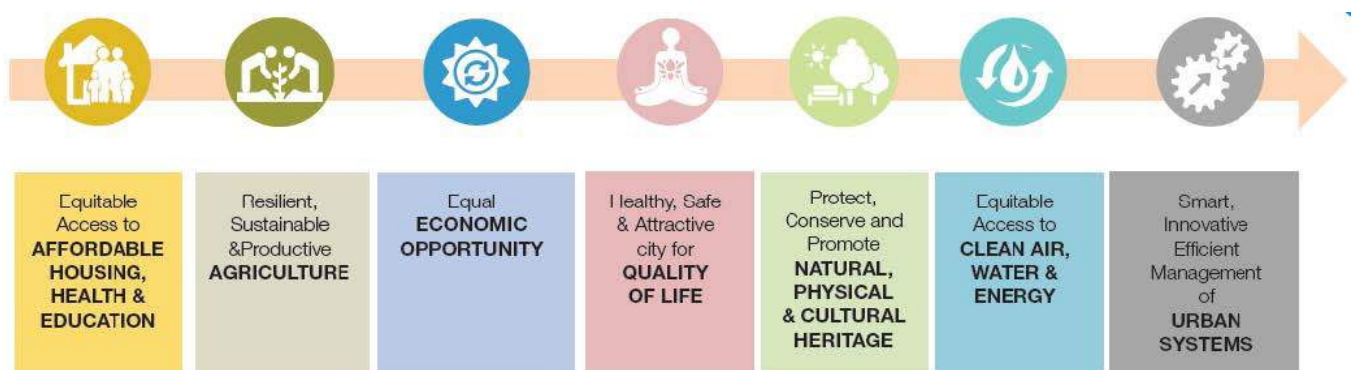 Equitable
Access to
AFFORDABLE
HOUSING,
HEALTH &
EDUCATION
Resilient,
Sustainable
&Productive
AGRICULTURE
Equal
ECONOMIC
OPPORTUNITY
Healthy, Safe
& Attractive
city for
QUALITY
OF LIFE
Protect,
Conserve and
Promote
NATURAL,
PHYSICAL
& CULTURAL
HERITAGE
Equitable
Access to
CLEAN AIR,
WATER &
ENERGY
Smart,
Innovative
Efficient
Management
of
URBAN
SYSTEMS